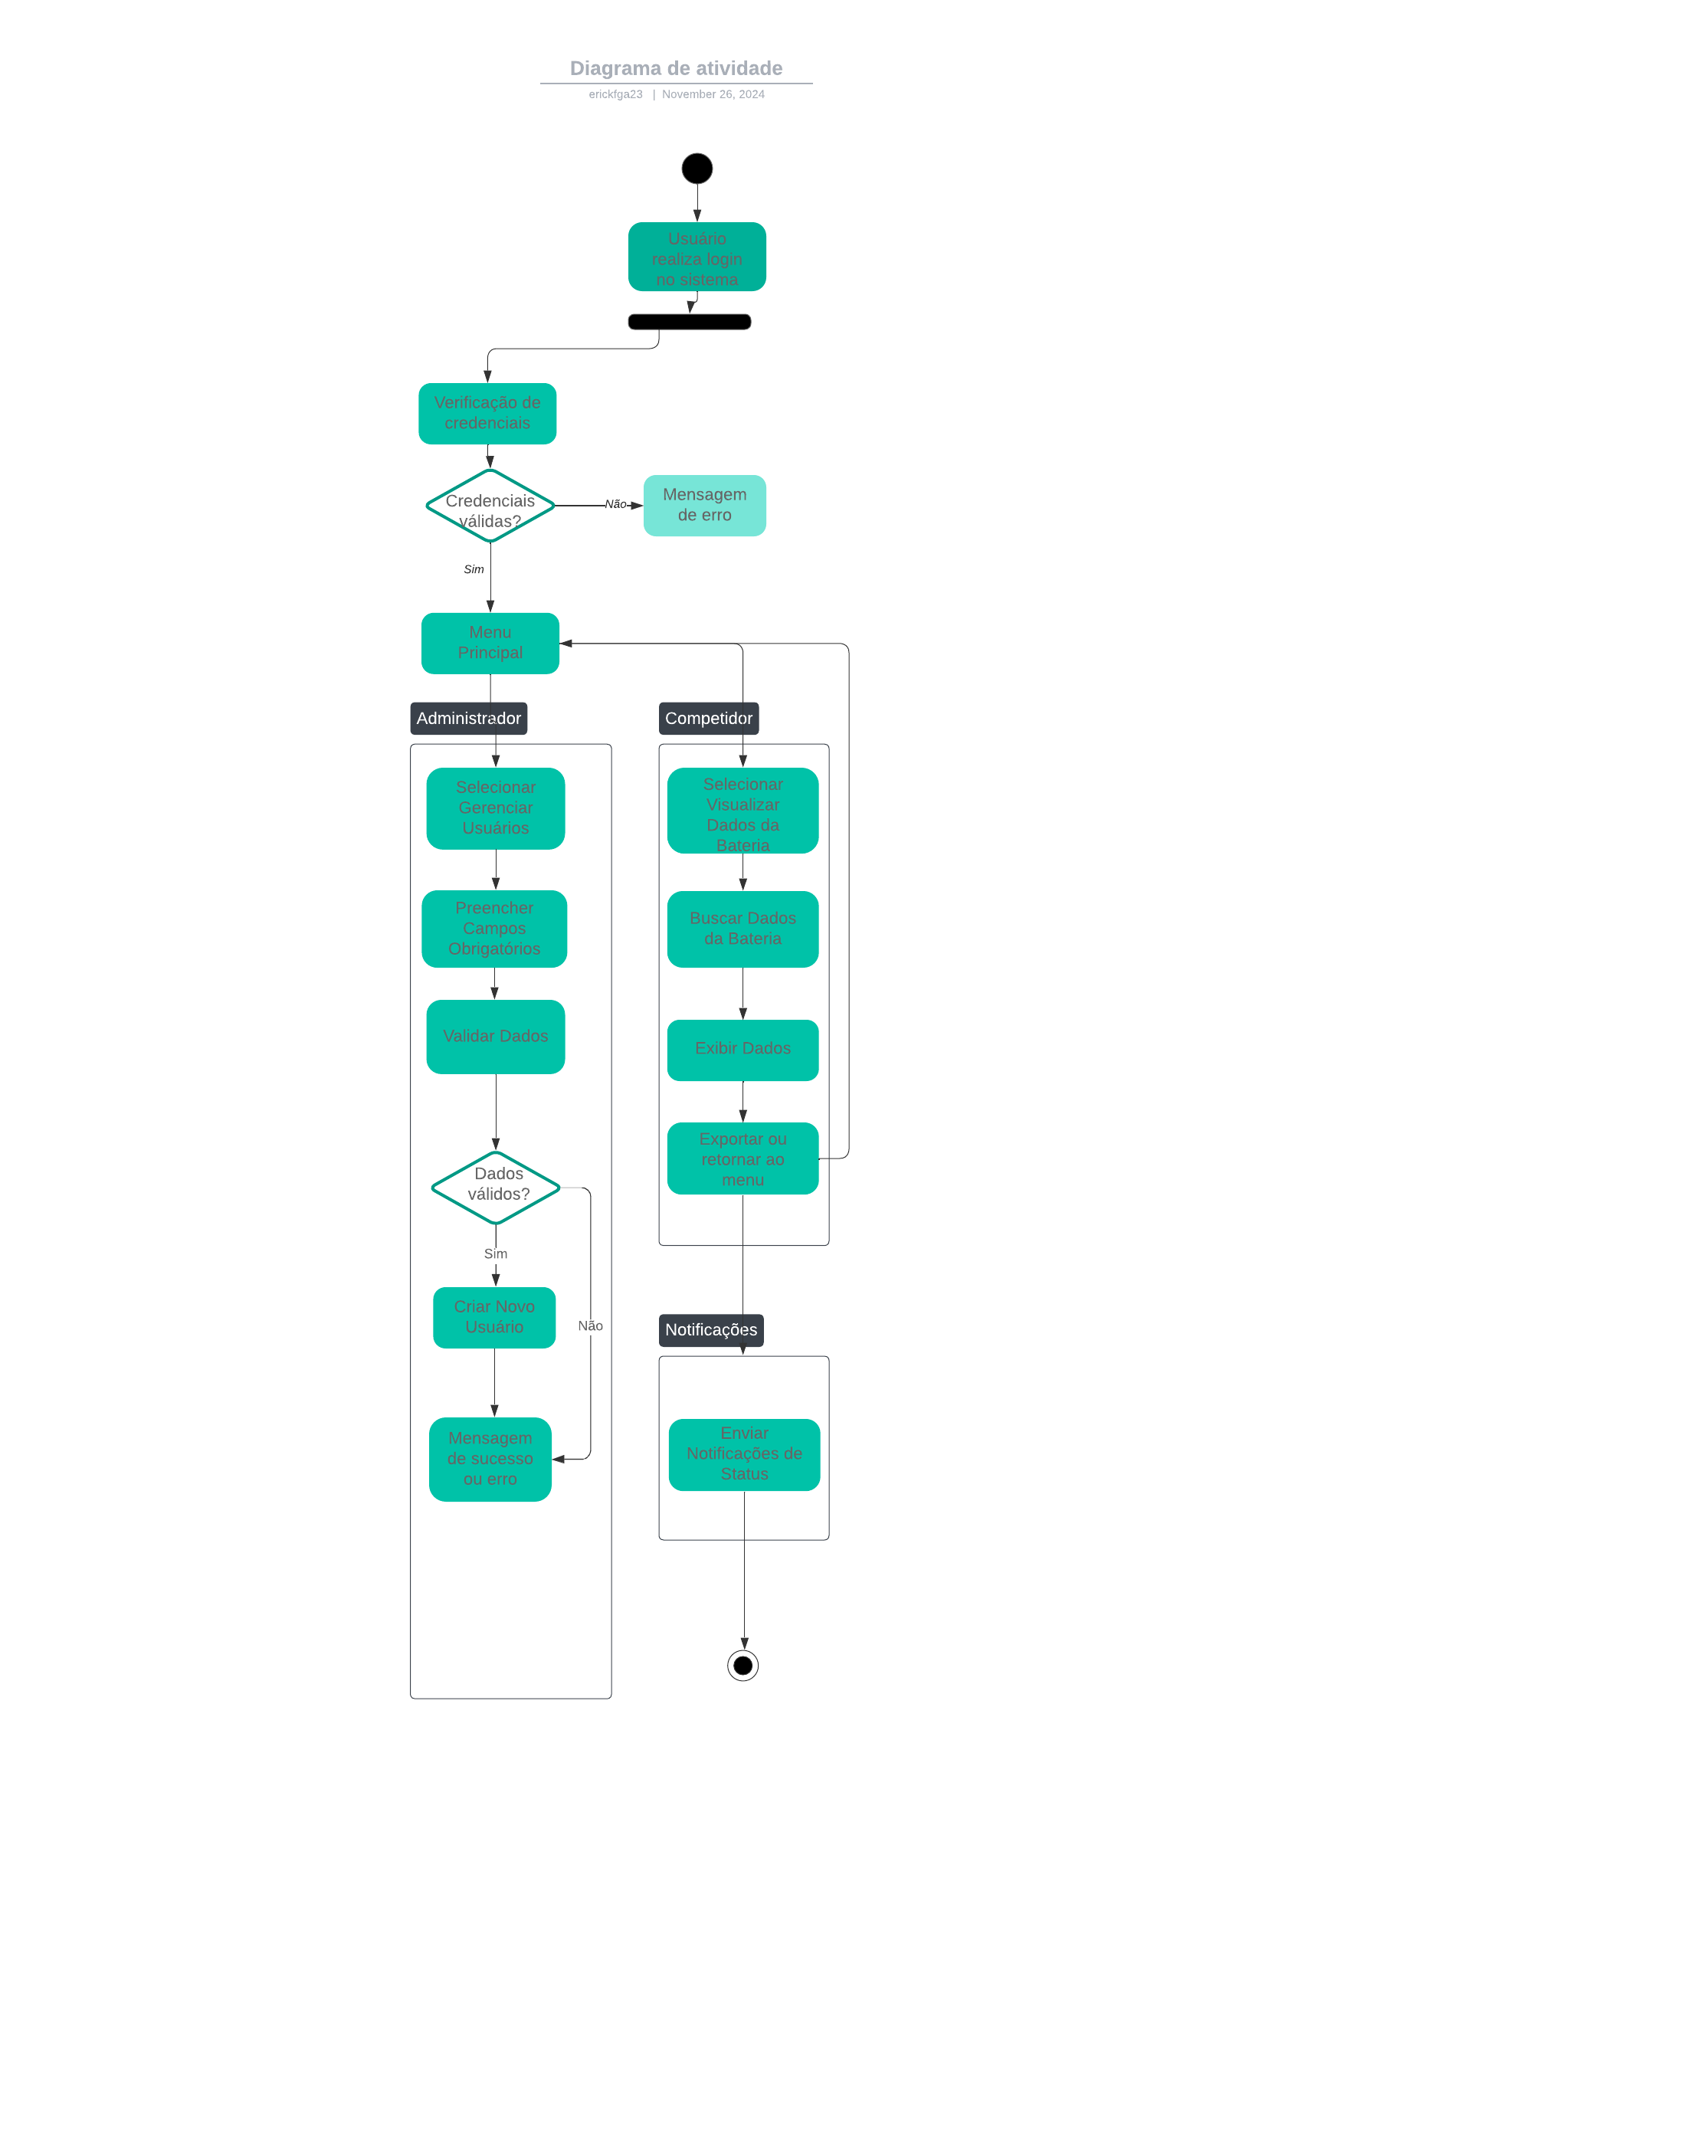 Diagrama de atividade
erickfga23 | November 26, 2024
Usuário
realiza login
no sistema
Verificação de
credenciais
Credenciais
válidas?
Não
Mensagem
de erro
Sim
Menu
Principal
Administrador
Selecionar
Gerenciar
Usuários
Preencher
Campos
Obrigatórios
Validar Dados
Dados
válidos?
Sim
Não
Criar Novo
Usuário
Mensagem
de sucesso
ou erro
Competidor
Selecionar
Visualizar
Dados da
Bateria
Buscar Dados
da Bateria
Exibir Dados
Exportar ou
retornar ao
menu
Notificações
Enviar
Notificações de
Status